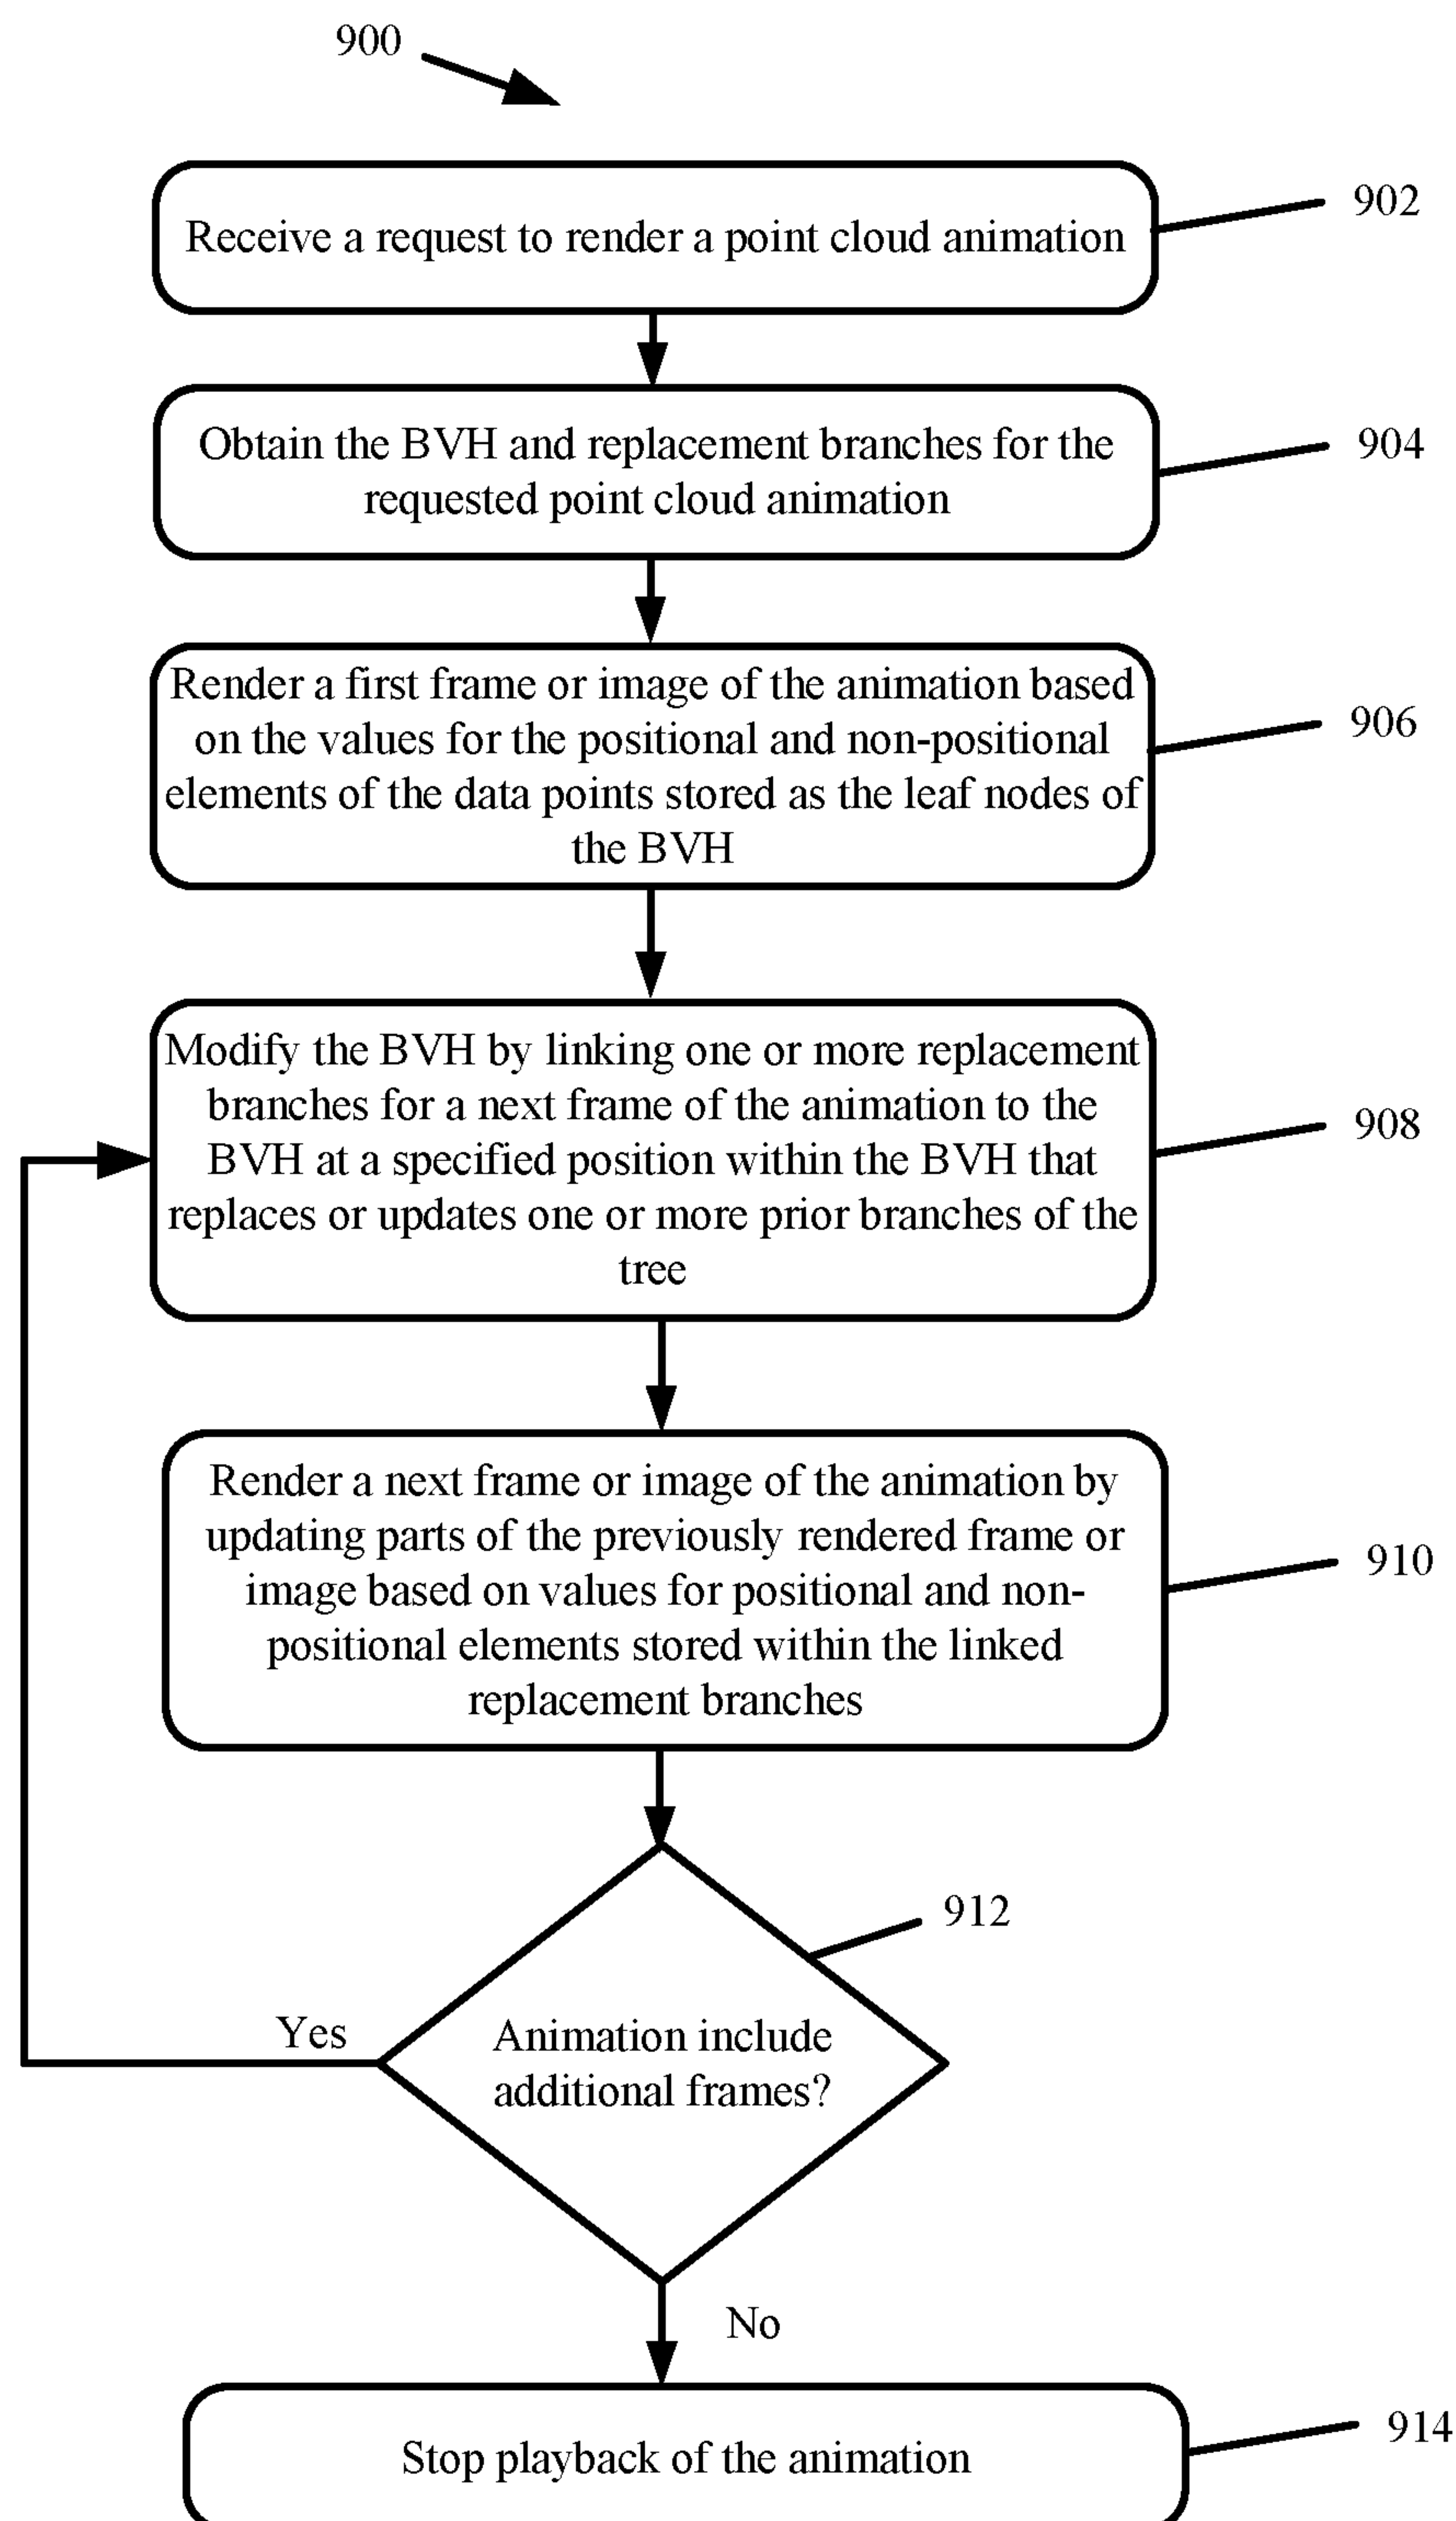 900
Receive a request to render a point cloud animation
902
Obtain the BVH and replacement branches for the
requested point cloud animation
904
Render a first frame or image of the animation based
on the values for the positional and non-positional
elements of the data points stored as the leaf nodes of
the BVH
906
Modify the BVH by linking one or more replacement
branches for a next frame of the animation to the
BVH at a specified position within the BVH that
replaces or updates one or more prior branches of the
tree
908
Render a next frame or image of the animation by
updating parts of the previously rendered frame or
image based on values for positional and non-
positional elements stored within the linked
replacement branches
910
912
Yes
Animation include
additional frames?
No
Stop playback of the animation
914